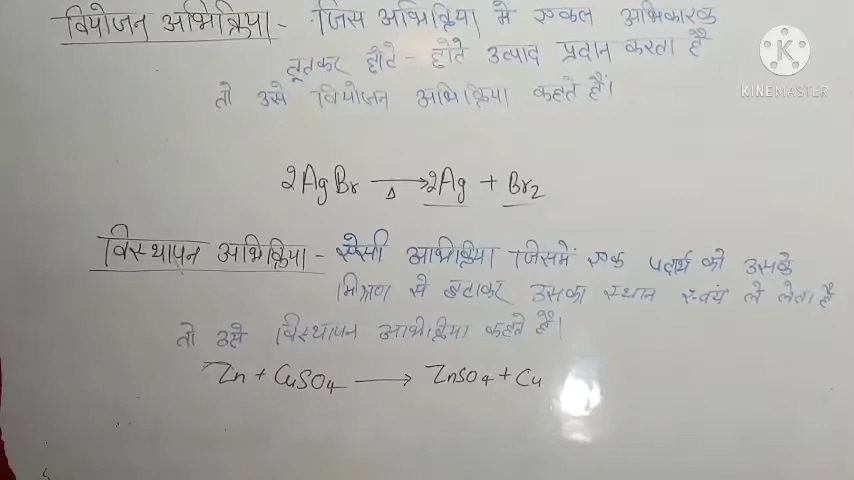 वियोजन अभिक्रिया - जिस अभिक्रिया में एकल अभिकारक
टूटकर छोटे - छोटे उत्पाद प्रदान करता है
तो उसे वियोजन अभिक्रिया कहते हैं।
KINEMASTER
2AgBr →Δ 2Ag + Br₂
विस्थापन अभिक्रिया - ऐसी अभिक्रिया जिसमें एक पदार्थ को उसके
मिश्रण से हटाकर उसका स्थान स्वयं ले लेता है
तो उसे विस्थापन अभिक्रिया कहते हैं।
Zn + CuSO₄ → ZnSO₄ + Cu